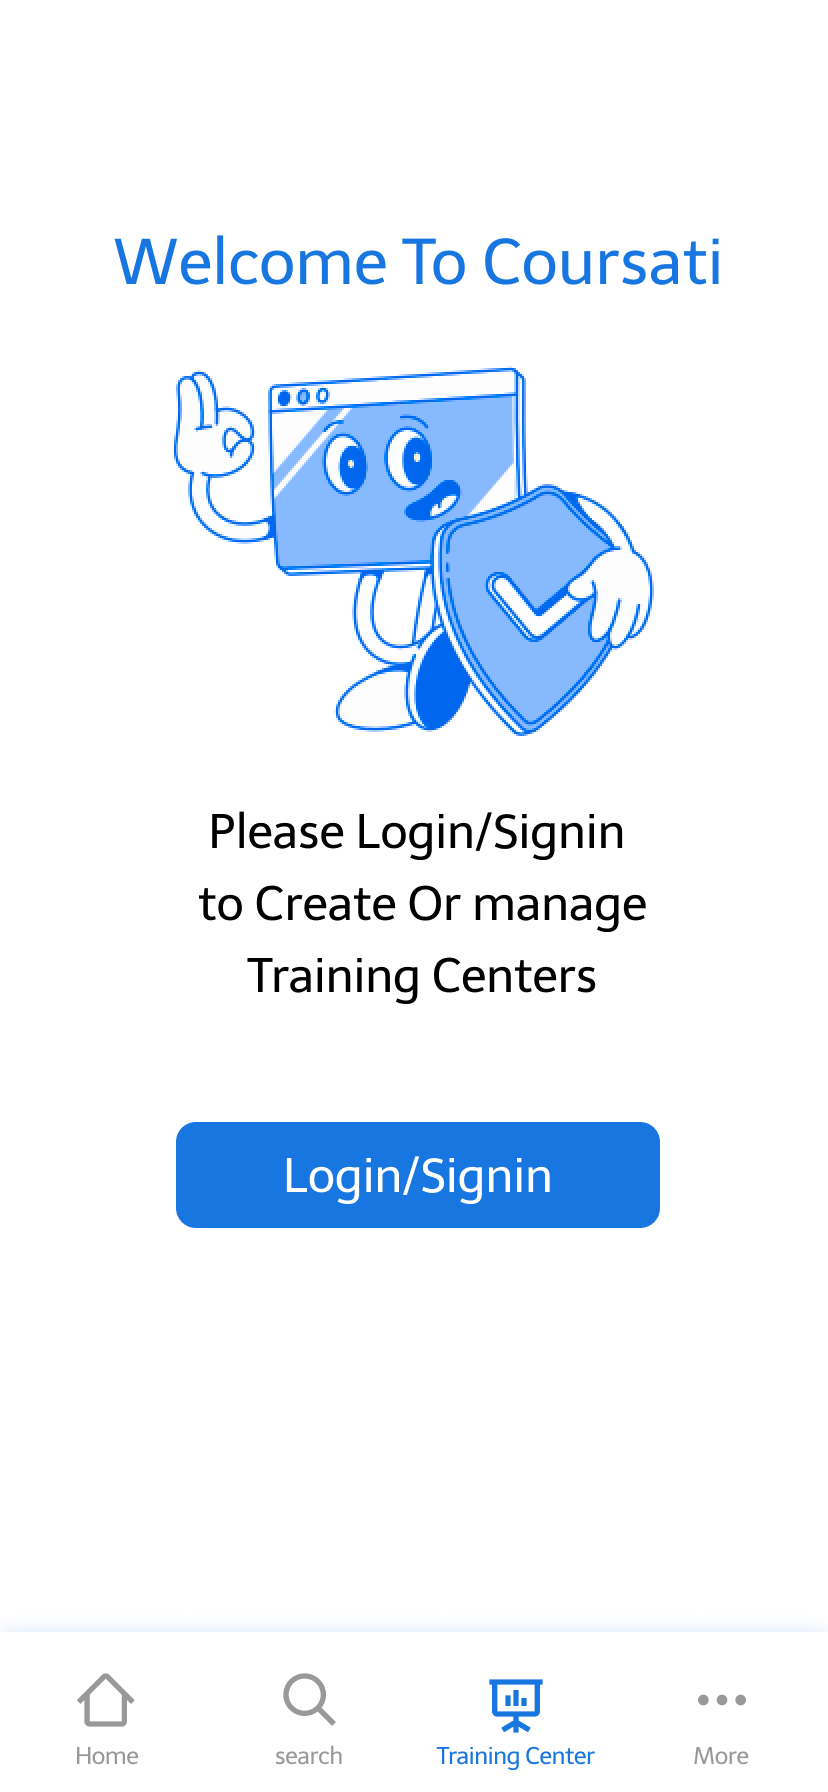 Welcome To Coursati
Please Login/Signin
to Create Or manage
Training Centers
Login/Signin
Home
search
Training Center
More